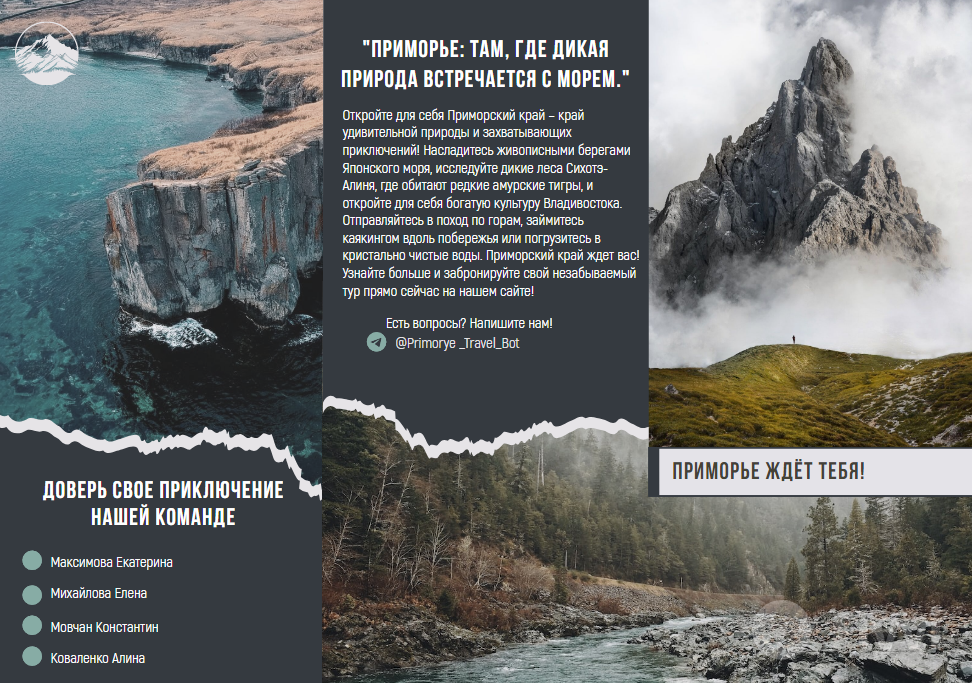 "ПРИМОРЬЕ: ТАМ, ГДЕ ДИКАЯ
ПРИРОДА ВСТРЕЧАЕТСЯ С МОРЕМ."
Откройте для себя Приморский край – край
удивительной природы и захватывающих
приключений! Насладитесь живописными берегами
Японского моря, исследуйте дикие леса Сихотэ-
Алиня, где обитают редкие амурские тигры, и
откройте для себя богатую культуру Владивостока.
Отправляйтесь в поход по горам, займитесь
каякингом вдоль побережья или погрузитесь в
кристально чистые воды. Приморский край ждет вас!
Узнайте больше и забронируйте свой незабываемый
тур прямо сейчас на нашем сайте!
Есть вопросы? Напишите нам!
@Primorye _Travel_Bot
ДОВЕРЬ СВОЕ ПРИКЛЮЧЕНИЕ
НАШЕЙ КОМАНДЕ
Максимова Екатерина
Михайлова Елена
Мовчан Константин
Коваленко Алина
ПРИМОРЬЕ ЖДЁТ ТЕБЯ!